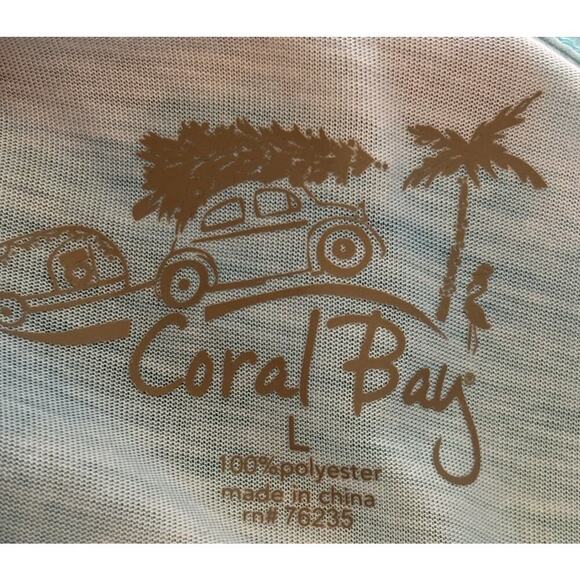 Coral Bay®
L
100%polyester
made in china
rn# 76235